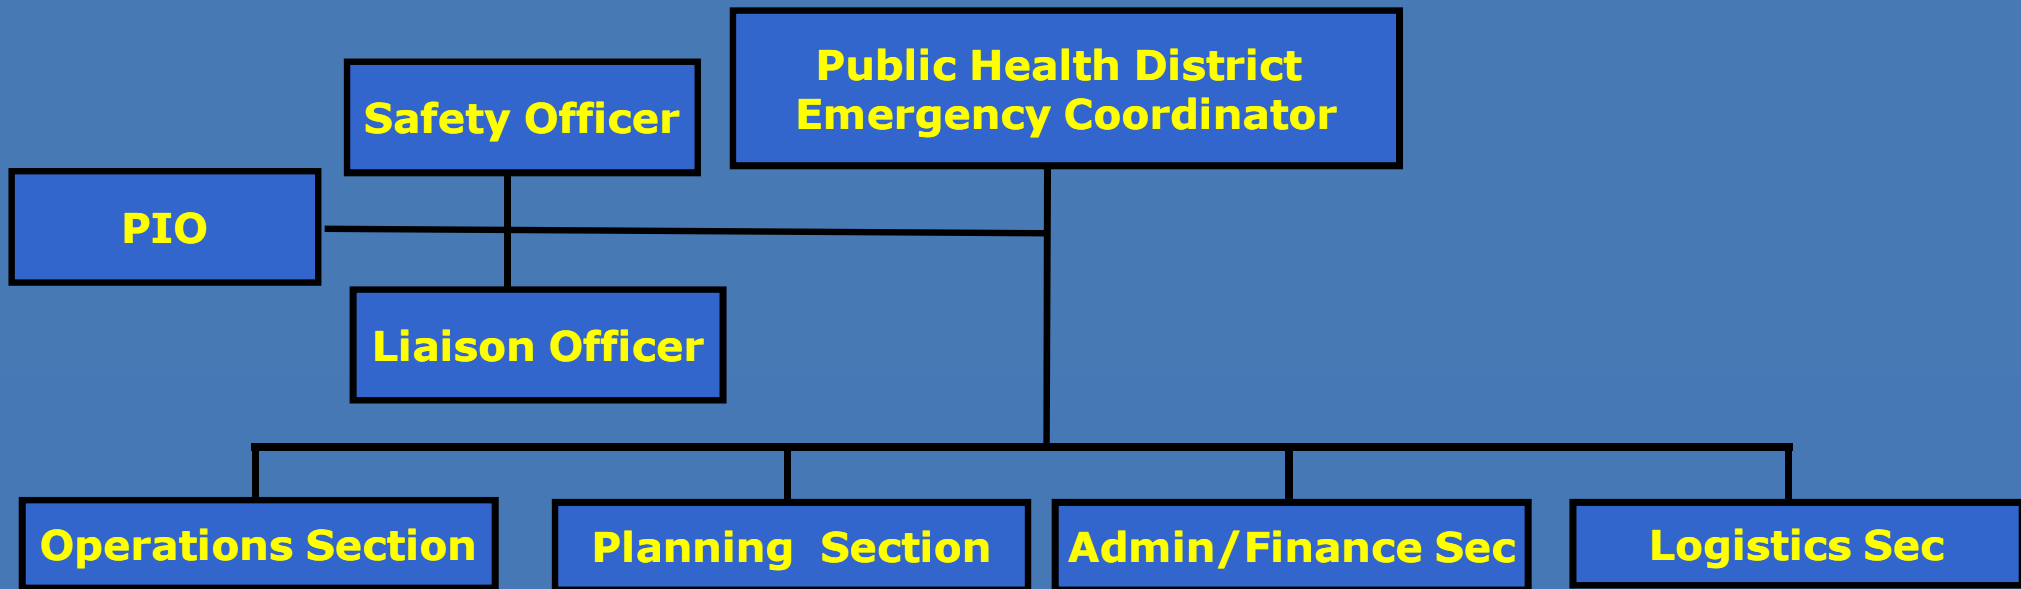 Public Health District
Emergency Coordinator
Safety Officer
PIO
Liaison Officer
Operations Section
Planning  Section
Admin/Finance Sec
Logistics Sec